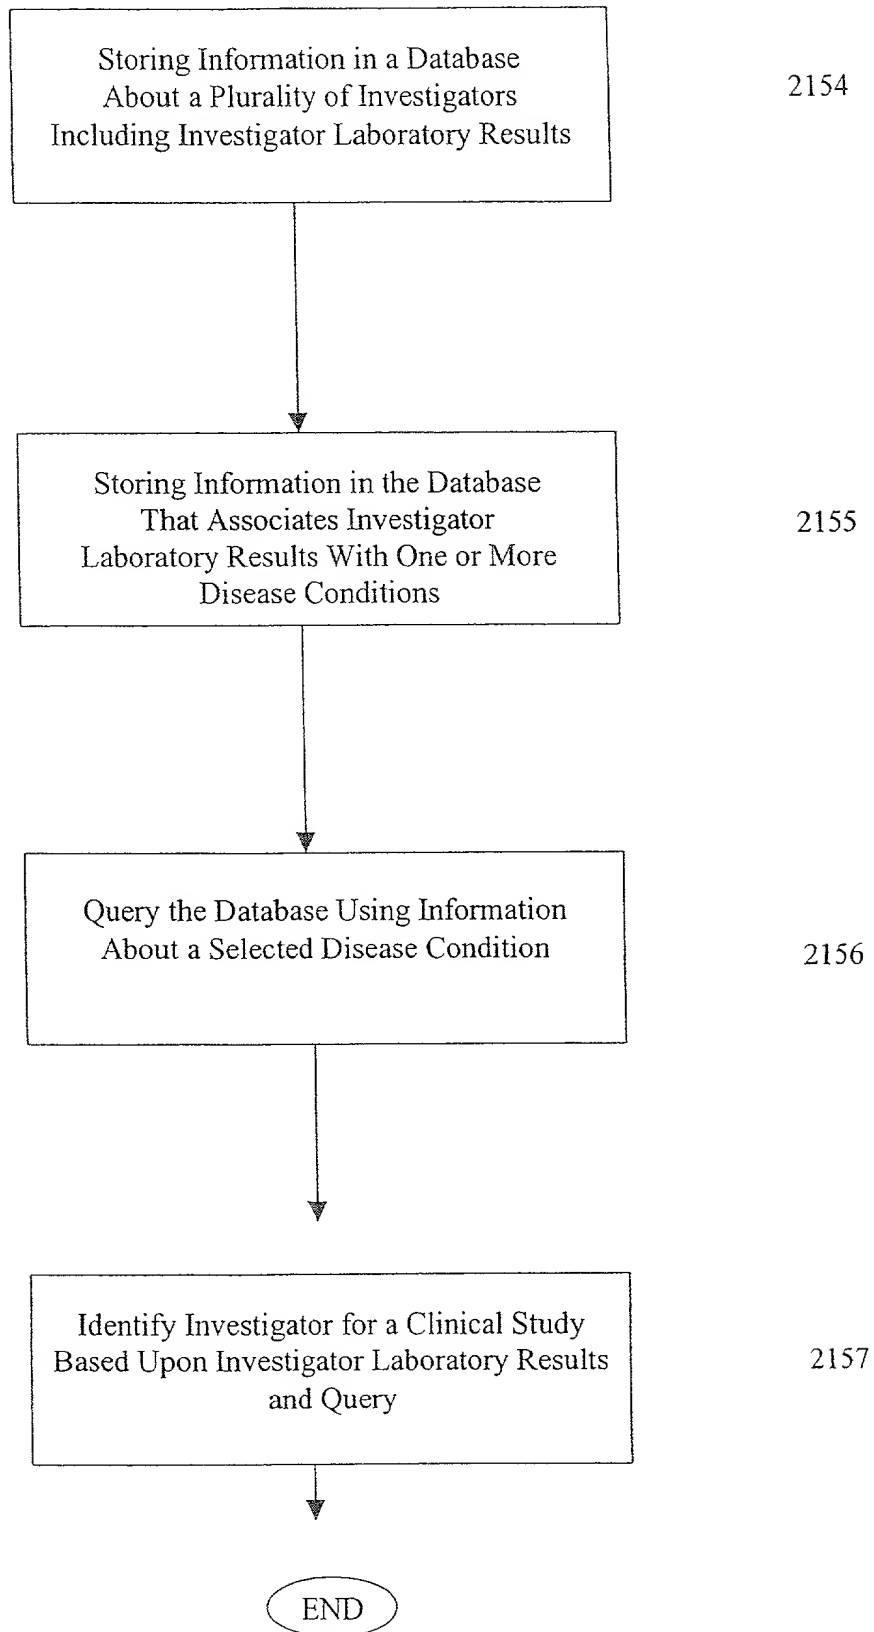 Storing Information in a Database
About a Plurality of Investigators
Including Investigator Laboratory Results
2154
Storing Information in the Database
That Associates Investigator
Laboratory Results With One or More
Disease Conditions
2155
Query the Database Using Information
About a Selected Disease Condition
2156
Identify Investigator for a Clinical Study
Based Upon Investigator Laboratory Results
and Query
2157
END